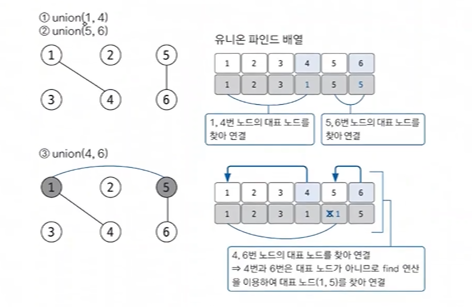 ① union(1, 4)
② union(5, 6)
1 2 5
3 4 6
유니온 파인드 배열
1 2 3 4 5 6
1 2 3 1 5 5
1, 4번 노드의 대표 노드를
찾아 연결
5, 6번 노드의 대표 노드를
찾아 연결
③ union(4, 6)
1 2 5
3 4 6
1 2 3 4 5 6
1 2 3 1 5 1 5
4, 6번 노드의 대표 노드를 찾아 연결
⇒ 4번과 6번은 대표 노드가 아니므로 find 연산
을 이용하여 대표 노드(1, 5)를 찾아 연결